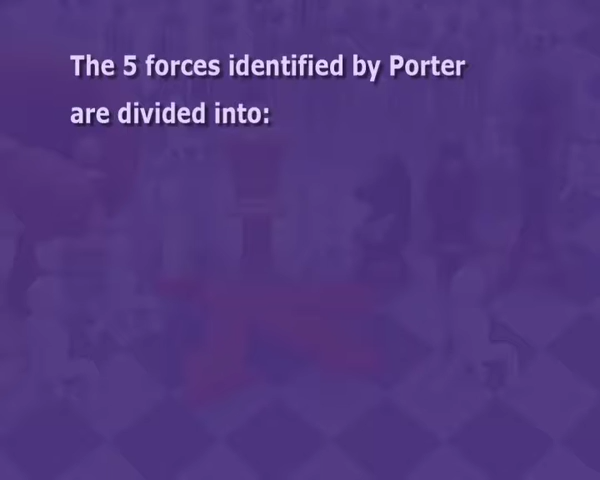 The 5 forces identified by Porter
are divided into: